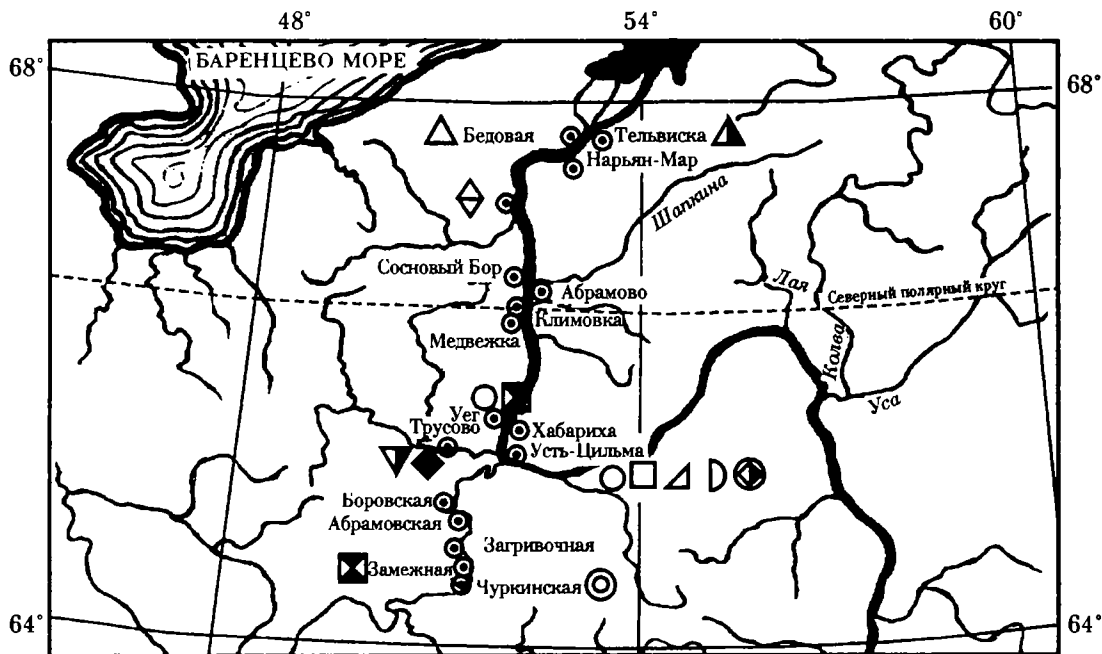 48° 54° 60°
68° 68°
БАРЕНЦЕВО МОРЕ
Бедовая
Тельвиска
Нарьян-Мар
Шапкина
Сосновый Бор
Абрамово
Лая
Северный полярный круг
Климовка
Медвежка
Колва
Уса
Уег
Трусово
Хабариха
Усть-Цильма
Боровская
Абрамовская
Загривочная
Замежная
Чуркинская
64° 64°